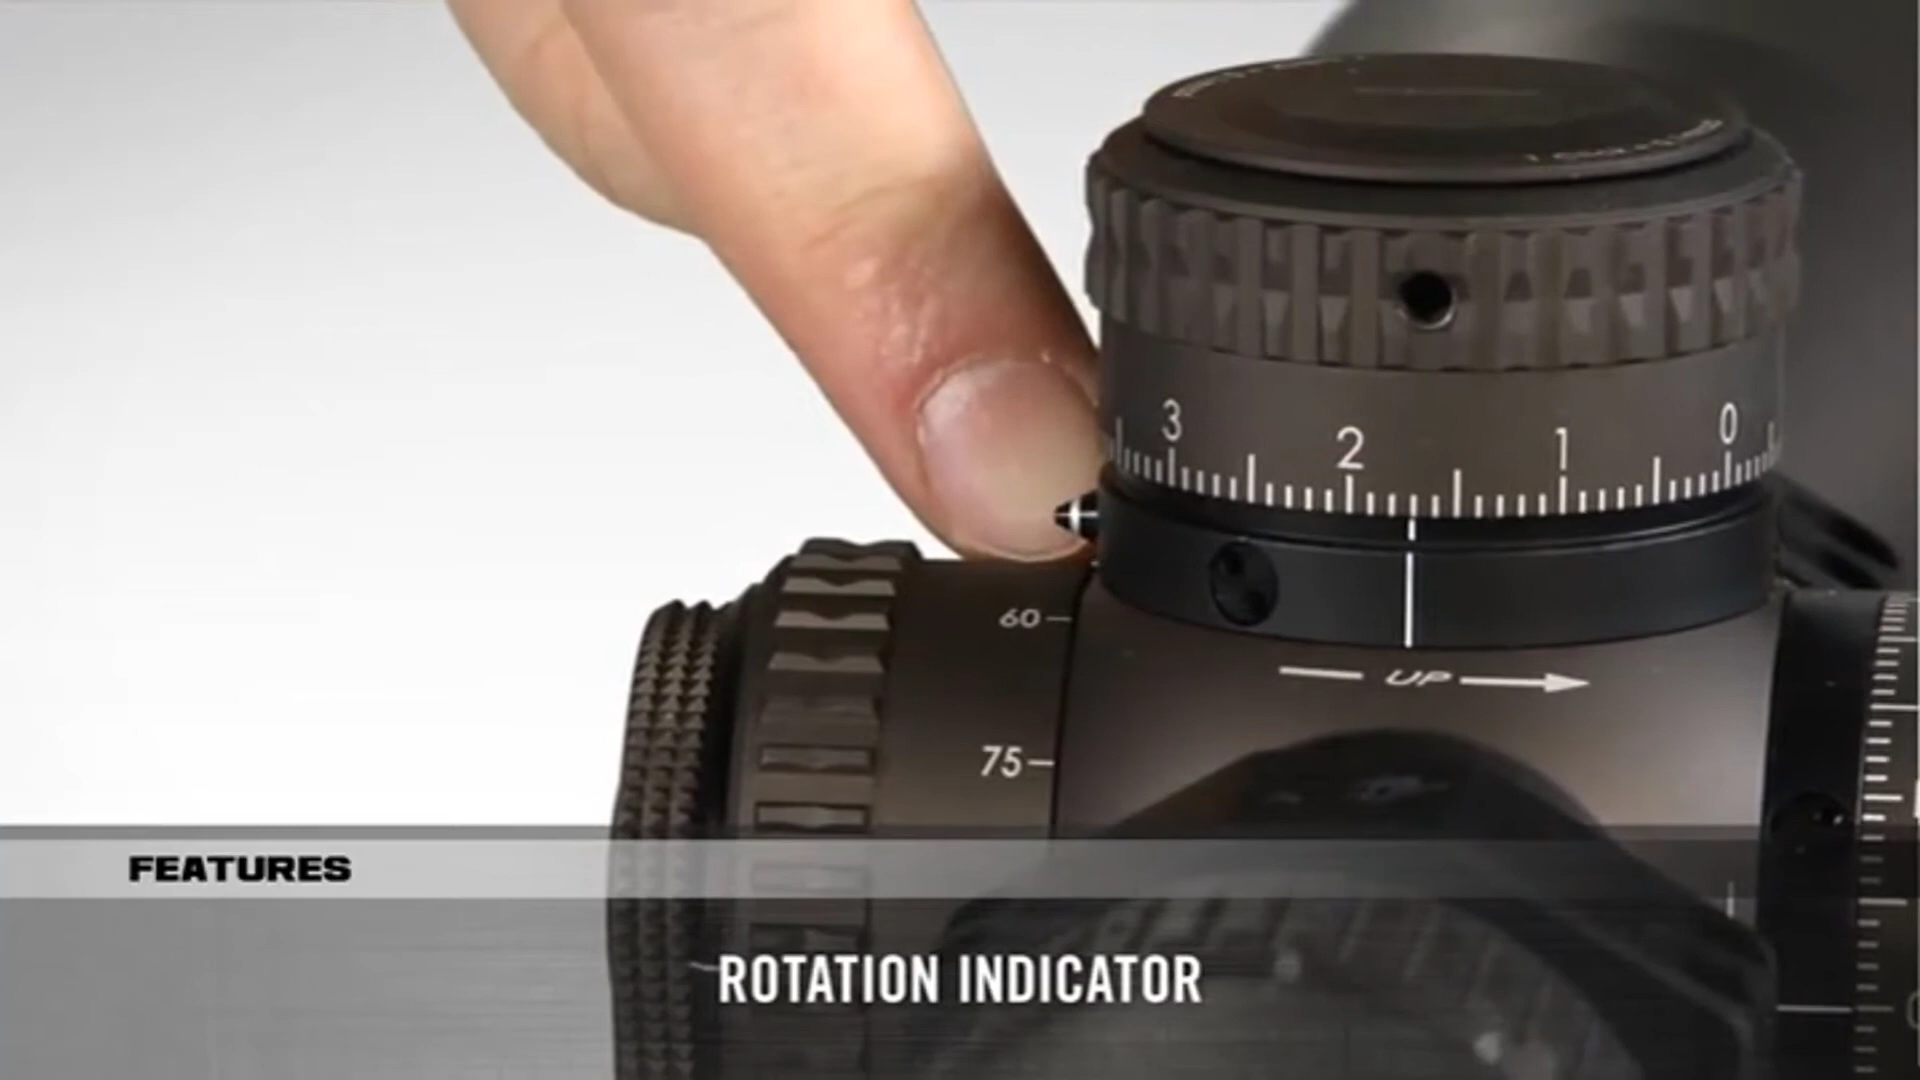 3 2 1 0
60
UP
75
FEATURES
ROTATION INDICATOR